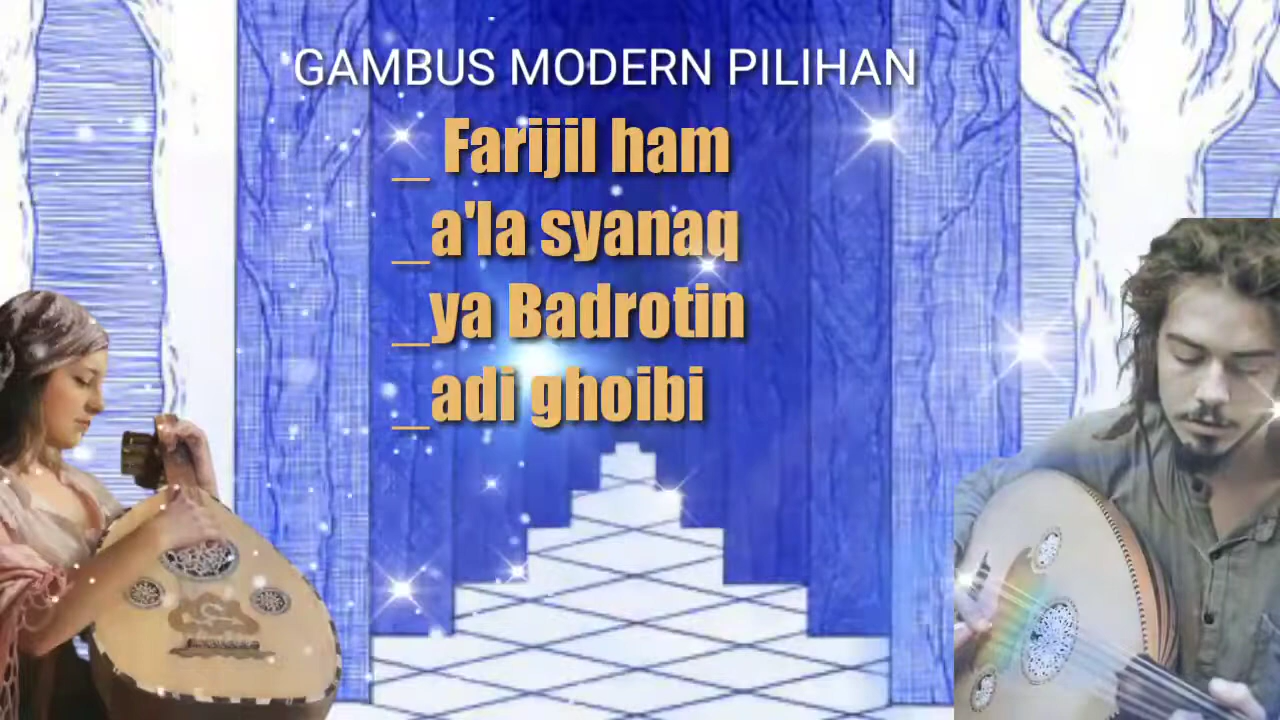 GAMBUS MODERN PILIHAN
_ Farijil ham
_a'la syanaq
_ya Badrotin
_adi ghoibi